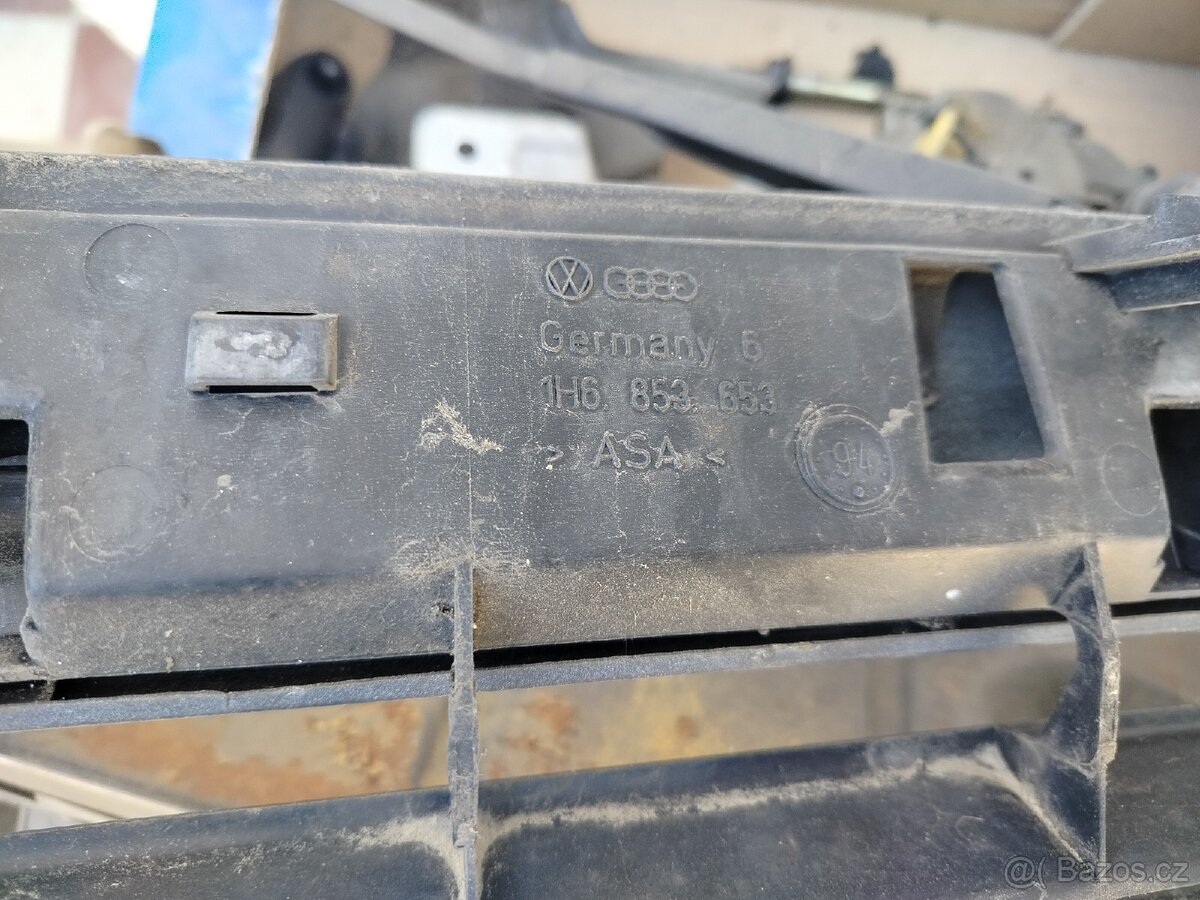 Germany 6
1H6 853 653
> ASA <
94
@( Bazos.cz